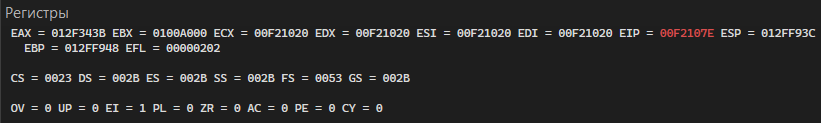 Регистры
EAX = 012F343B EBX = 0100A000 ECX = 00F21020 EDX = 00F21020 ESI = 00F21020 EDI = 00F21020 EIP = 00F2107E ESP = 012FF93C
EBP = 012FF948 EFL = 00000202
CS = 0023 DS = 002B ES = 002B SS = 002B FS = 0053 GS = 002B
OV = 0 UP = 0 EI = 1 PL = 0 ZR = 0 AC = 0 PE = 0 CY = 0